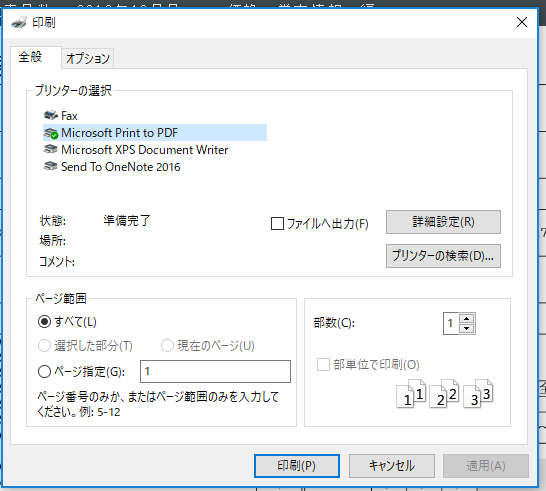 印刷
全般
オプション
プリンターの選択
Fax
Microsoft Print to PDF
Microsoft XPS Document Writer
Send To OneNote 2016
状態: 準備完了
ファイルへ出力(F)
詳細設定(R)
場所:
コメント:
プリンターの検索(D)...
ページ範囲
すべて(L)
選択した部分(T)
現在のページ(U)
ページ指定(G): 1
ページ番号のみか、またはページ範囲のみを入力して
ください。例: 5-12
部数(C): 1
部単位で印刷(O)
1 1 2 2 3 3
印刷(P)
キャンセル
適用(A)